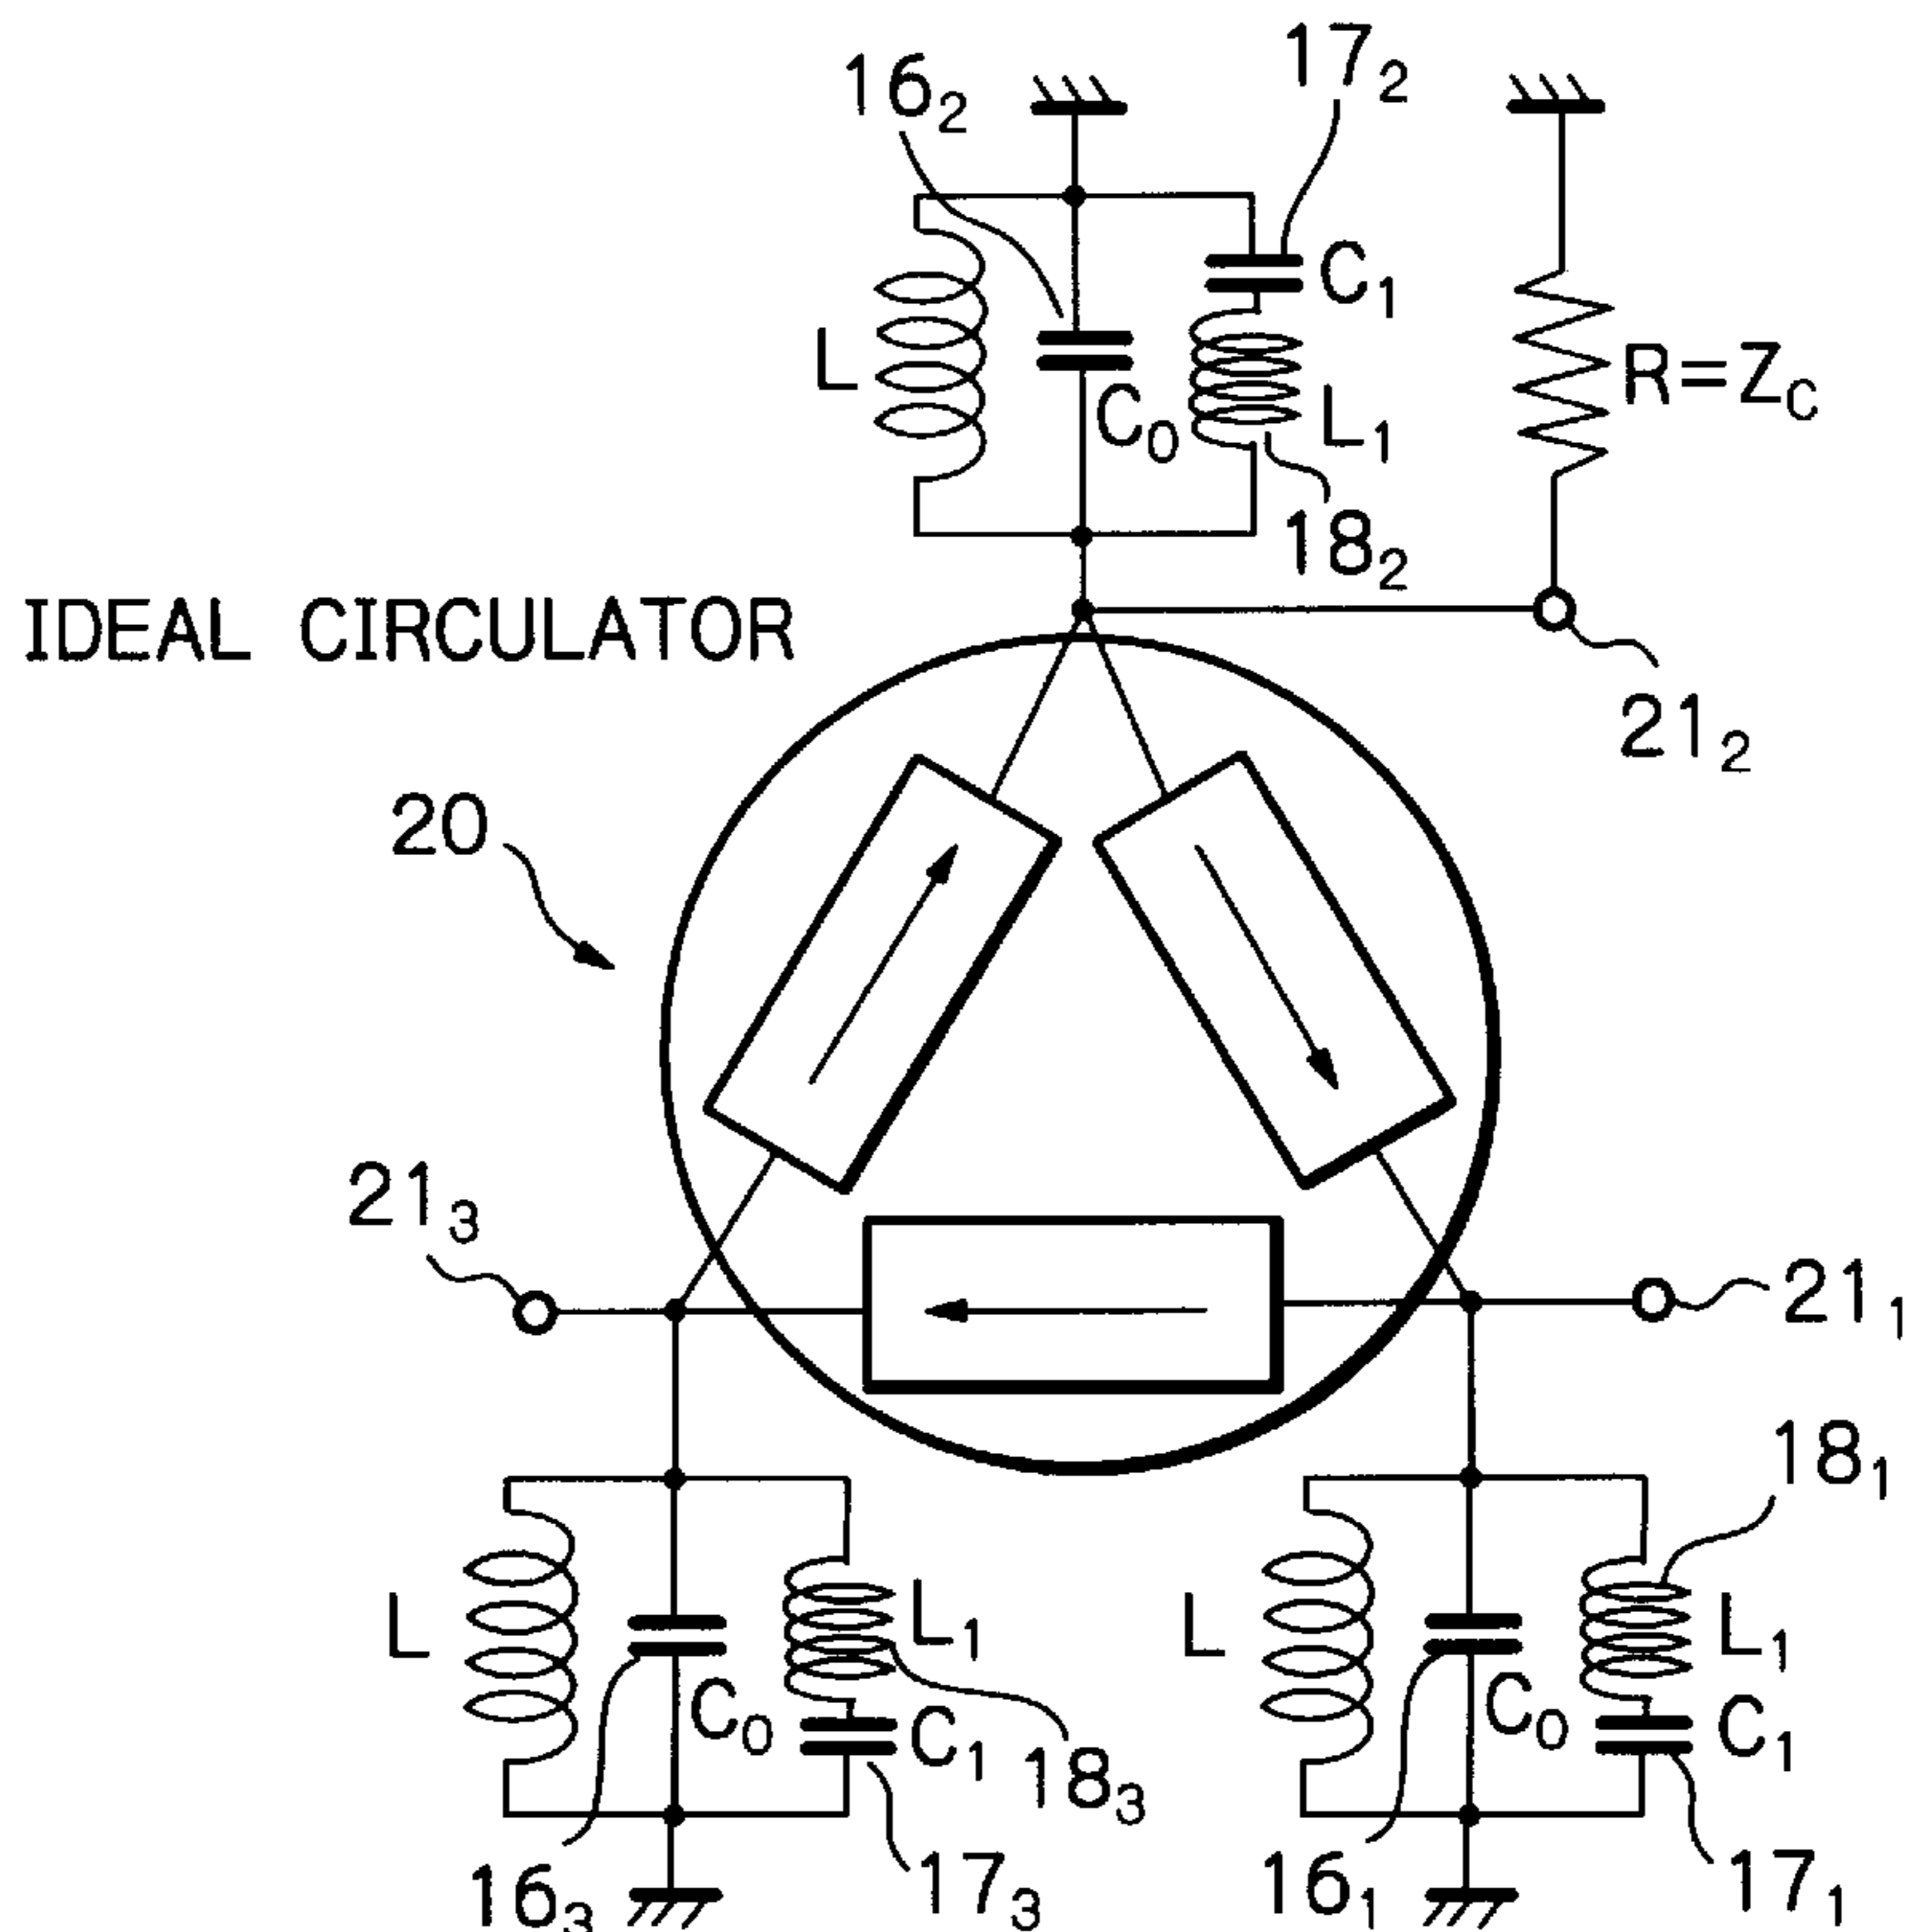 17₂
16₂
C₁
L
R=Z_C
C₀
L₁
18₂
IDEAL CIRCULATOR
21₂
20
21₃
21₁
18₁
L
L₁
L
L₁
C₀
C₁
18₃
C₀
C₁
16₃
17₃
16₁
17₁